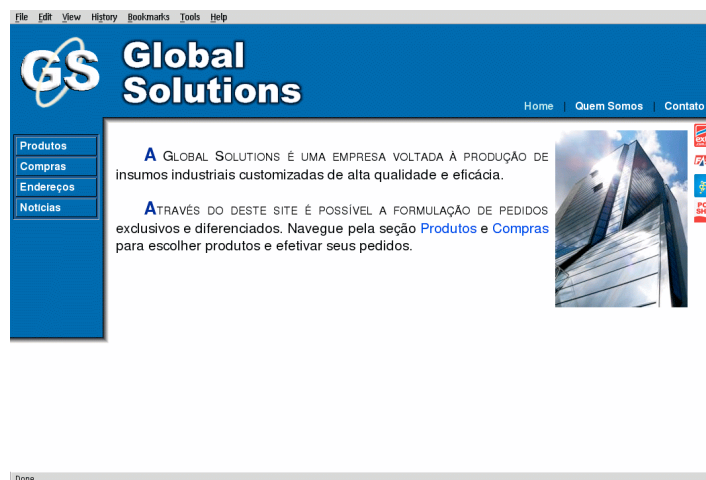 File Edit View History Bookmarks Tools Help
GS
Global
Solutions
Home | Quem Somos | Contato
Produtos
Compras
Endereços
Notícias
A Global Solutions é uma empresa voltada à produção de
insumos industriais customizadas de alta qualidade e eficácia.
Através do deste site é possível a formulação de pedidos
exclusivos e diferenciados. Navegue pela seção Produtos e Compras
para escolher produtos e efetivar seus pedidos.
Done